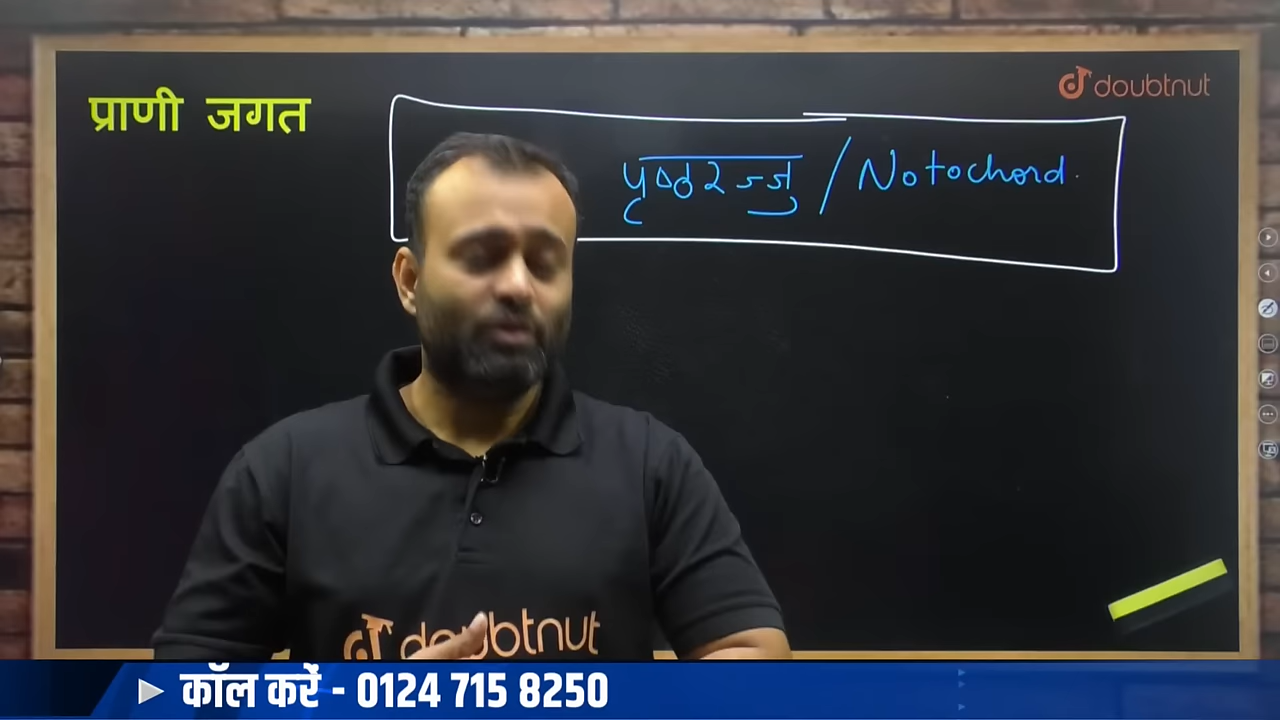 प्राणी जगत
doubtnut
पृष्ठरज्जु / Notochord
doubtnut
कॉल करें - 0124 715 8250